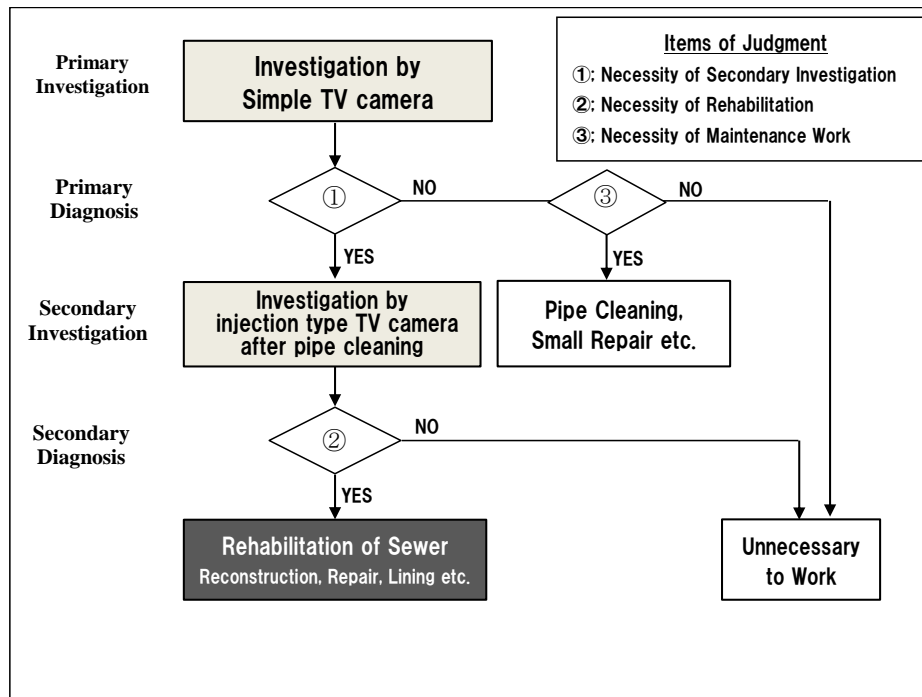 Primary
Investigation
Investigation by
Simple TV camera
Items of Judgment
①; Necessity of Secondary Investigation
②; Necessity of Rehabilitation
③; Necessity of Maintenance Work
Primary
Diagnosis
①
NO
③
NO
YES
YES
Secondary
Investigation
Investigation by
injection type TV camera
after pipe cleaning
Pipe Cleaning,
Small Repair etc.
Secondary
Diagnosis
②
NO
YES
Rehabilitation of Sewer
Reconstruction, Repair, Lining etc.
Unnecessary
to Work